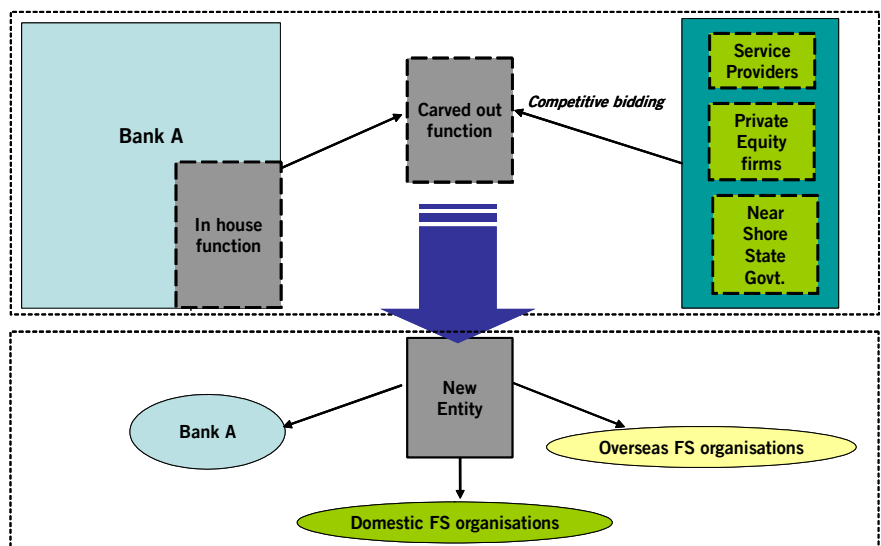 Bank A
In house
function
Carved out
function
Competitive bidding
Service
Providers
Private
Equity
firms
Near
Shore
State
Govt.
New
Entity
Bank A
Overseas FS organisations
Domestic FS organisations